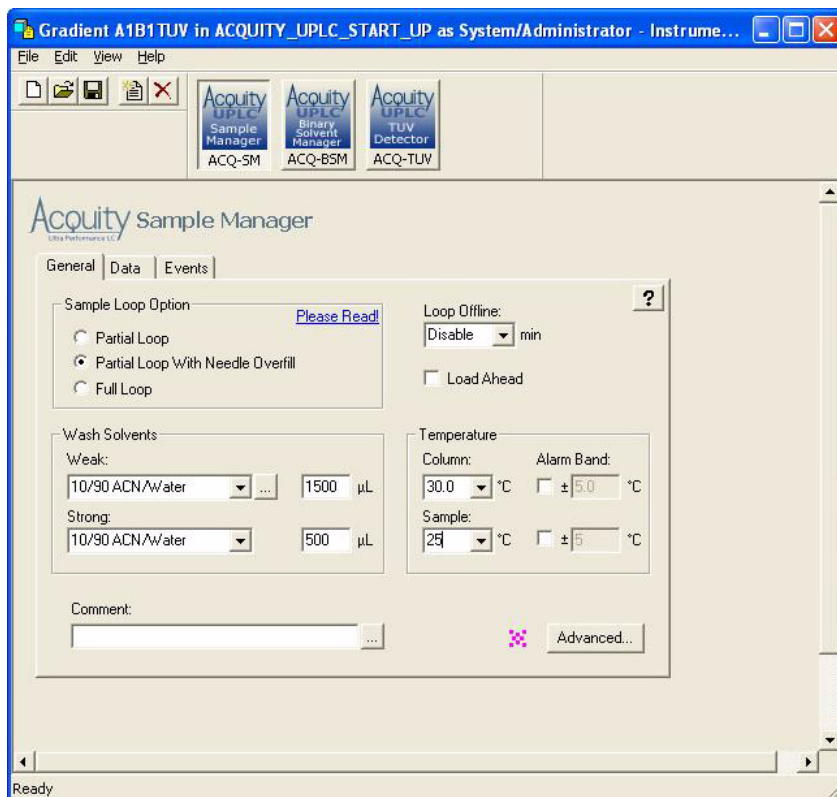 Gradient A1B1TUV in ACQUITY_UPLC_START_UP as System/Administrator - Instrume...
File Edit View Help
Acquity UPLC Sample Manager
ACQ-SM
Acquity UPLC Binary Solvent Manager
ACQ-BSM
Acquity UPLC TUV Detector
ACQ-TUV
Acquity Sample Manager
Ultra Performance LC
General Data Events
?
Sample Loop Option
Please Read!
Partial Loop
Partial Loop With Needle Overfill
Full Loop
Loop Offline:
Disable min
Load Ahead
Wash Solvents
Weak:
10/90 ACN/Water ... 1500 µL
Strong:
10/90 ACN/Water 500 µL
Temperature
Column: Alarm Band:
30.0 °C ± 5.0 °C
Sample:
25 °C ± 5 °C
Comment:
...
Advanced...
Ready